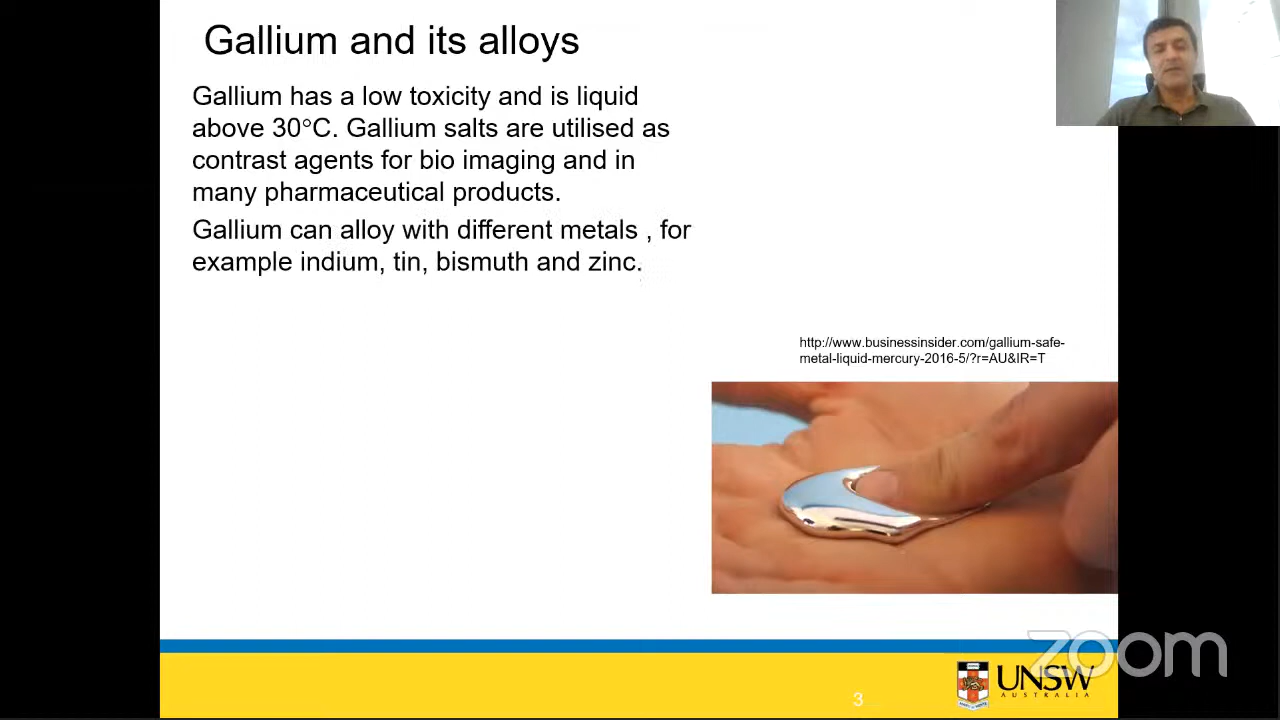 Gallium and its alloys
Gallium has a low toxicity and is liquid
above 30°C. Gallium salts are utilised as
contrast agents for bio imaging and in
many pharmaceutical products.
Gallium can alloy with different metals , for
example indium, tin, bismuth and zinc.
http://www.businessinsider.com/gallium-safe-
metal-liquid-mercury-2016-5/?r=AU&IR=T
zoom
UNSW
AUSTRALIA
3